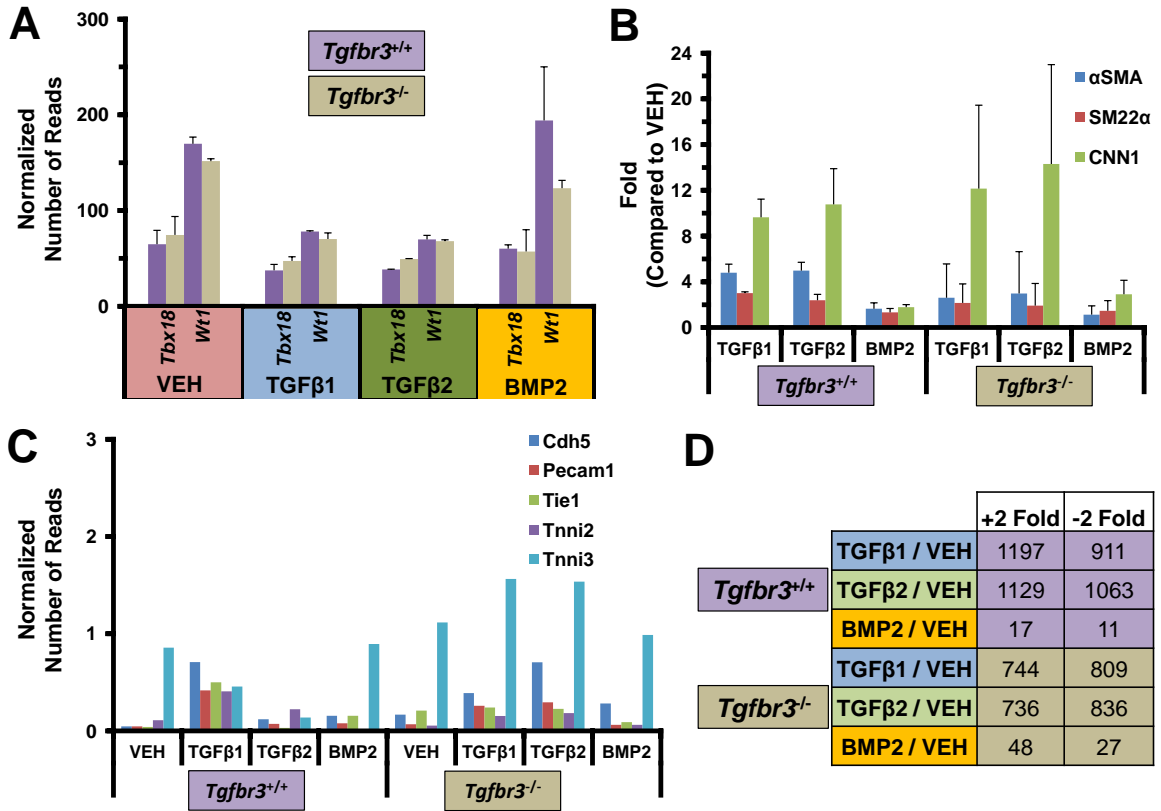 A
Normalized
Number of Reads
300
200
100
0
Tgfbr3+/+
Tgfbr3-/-
Tbx18 Wt1 Tbx18 Wt1 Tbx18 Wt1 Tbx18 Wt1
VEH TGFβ1 TGFβ2 BMP2
B
Fold
(Compared to VEH)
24
20
16
12
8
4
0
αSMA
SM22α
CNN1
TGFβ1 TGFβ2 BMP2 TGFβ1 TGFβ2 BMP2
Tgfbr3+/+ Tgfbr3-/-
C
Normalized
Number of Reads
3
2
1
0
Cdh5
Pecam1
Tie1
Tnni2
Tnni3
VEH TGFβ1 TGFβ2 BMP2 VEH TGFβ1 TGFβ2 BMP2
Tgfbr3+/+ Tgfbr3-/-
D
+2 Fold -2 Fold
Tgfbr3+/+
TGFβ1 / VEH 1197 911
TGFβ2 / VEH 1129 1063
BMP2 / VEH 17 11
Tgfbr3-/-
TGFβ1 / VEH 744 809
TGFβ2 / VEH 736 836
BMP2 / VEH 48 27